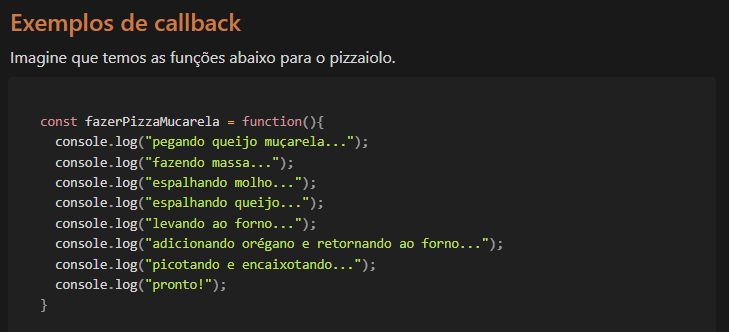 Exemplos de callback
Imagine que temos as funções abaixo para o pizzaiolo.
const fazerPizzaMucarela = function(){
console.log("pegando queijo muçarela...");
console.log("fazendo massa...");
console.log("espalhando molho...");
console.log("espalhando queijo...");
console.log("levando ao forno...");
console.log("adicionando orégano e retornando ao forno...");
console.log("picotando e encaixotando...");
console.log("pronto!");
}